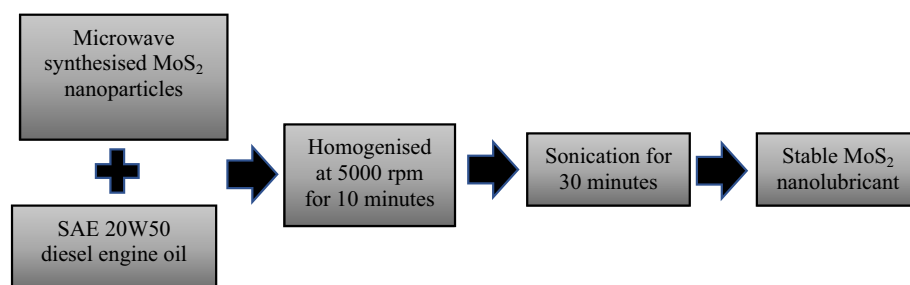 Microwave
synthesised MoS₂
nanoparticles
SAE 20W50
diesel engine oil
Homogenised
at 5000 rpm
for 10 minutes
Sonication for
30 minutes
Stable MoS₂
nanolubricant